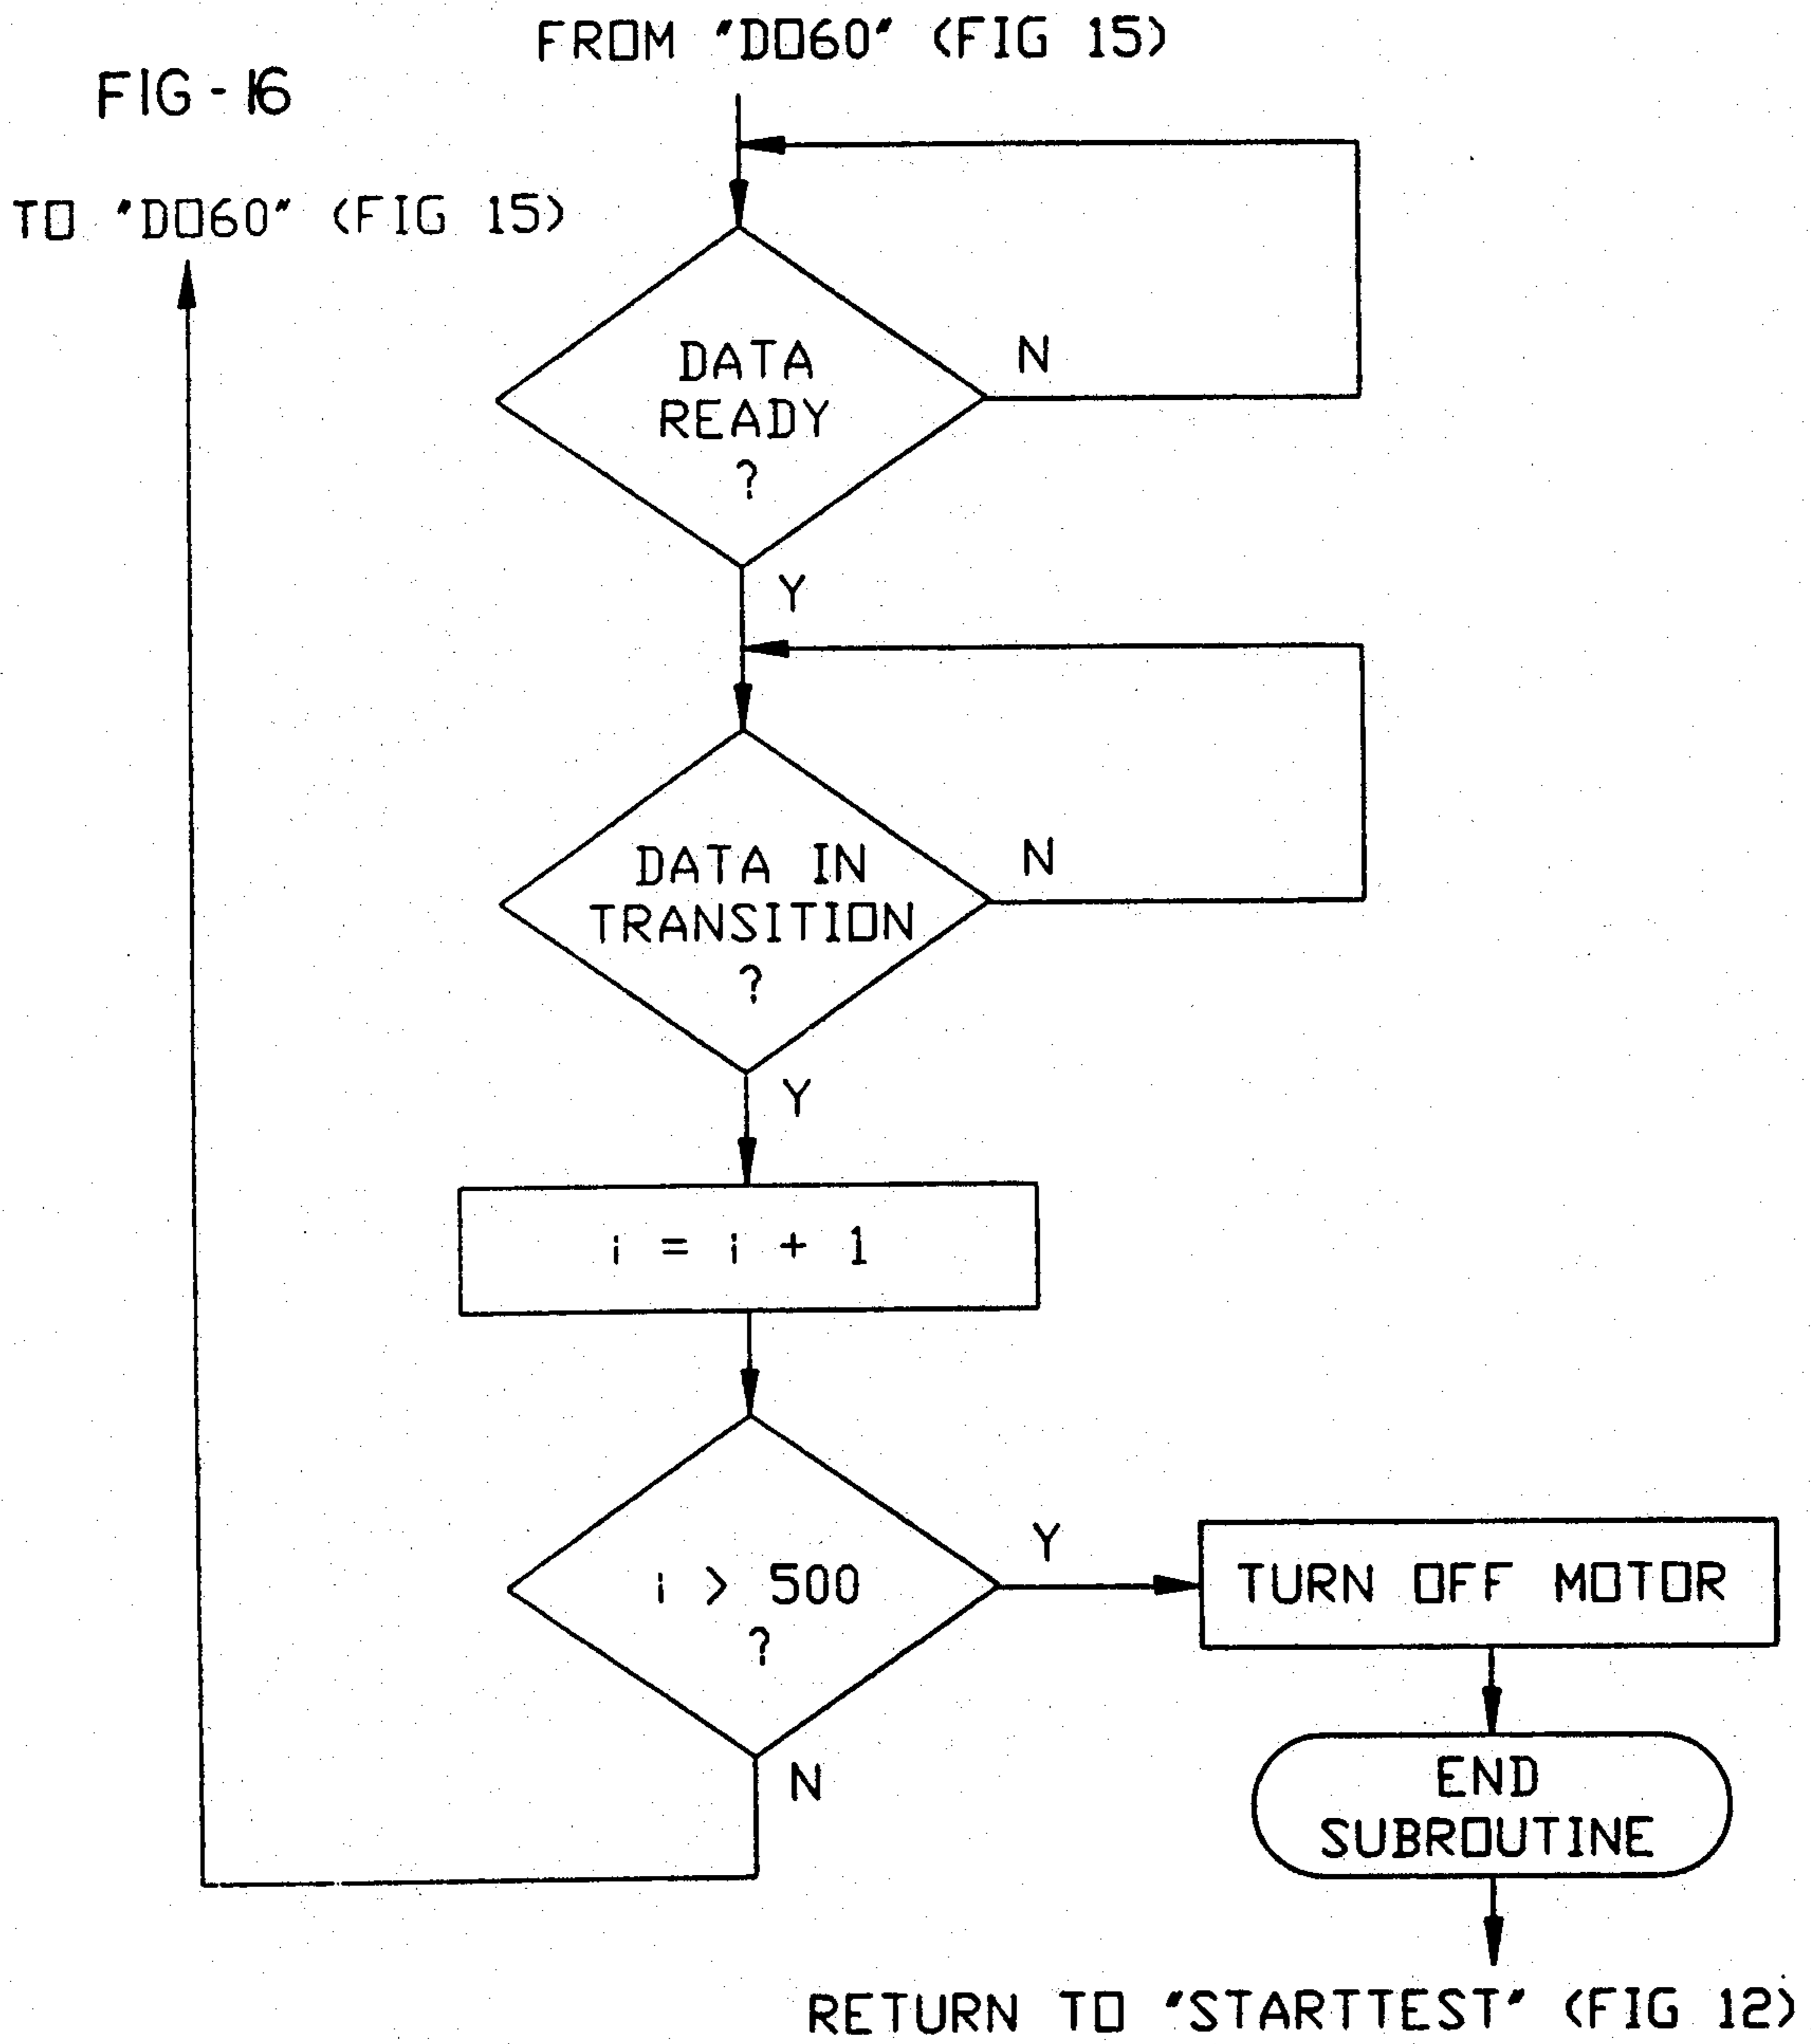 FROM "DO60" (FIG 15)
FIG-16
TO "DO60" (FIG 15)
DATA
READY
?
N
Y
DATA IN
TRANSITION
?
N
Y
i = i + 1
i > 500
?
Y
TURN OFF MOTOR
N
END
SUBROUTINE
RETURN TO "STARTTEST" (FIG 12)